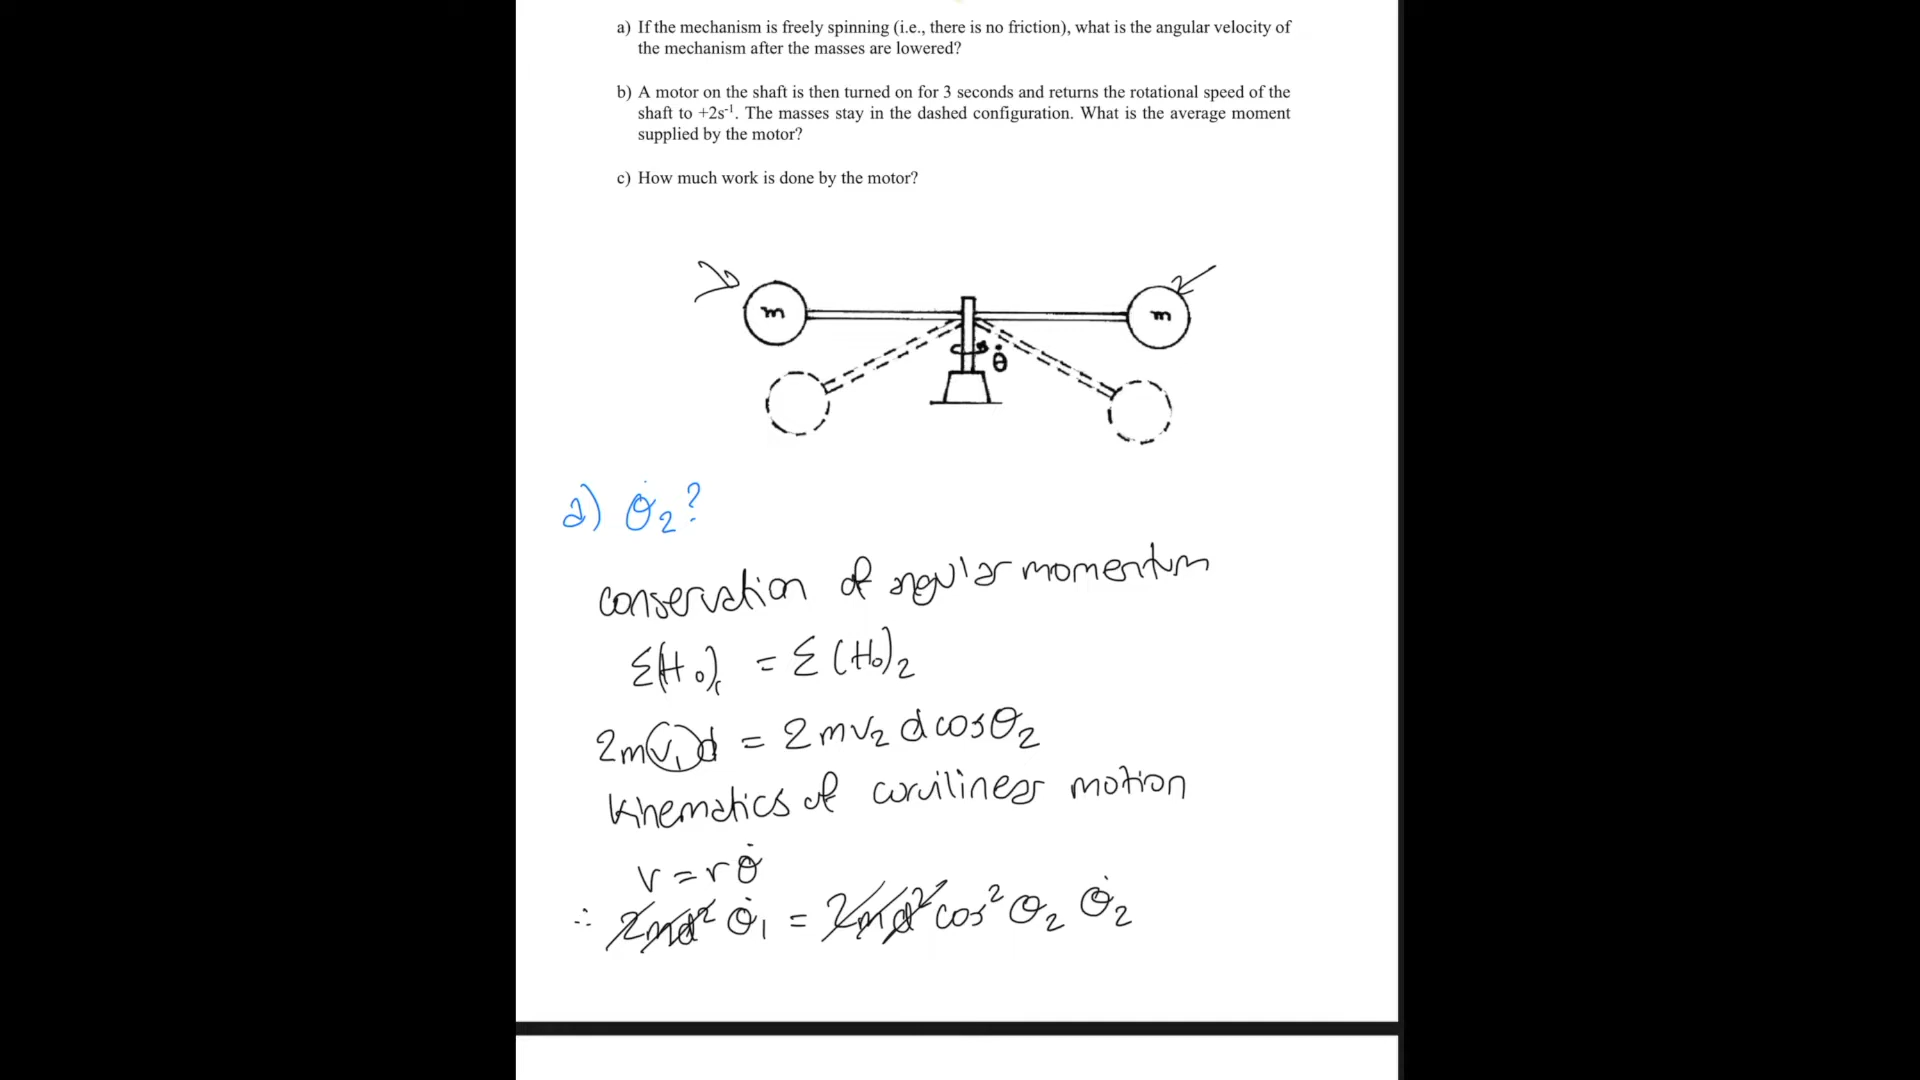 a) If the mechanism is freely spinning (i.e., there is no friction), what is the angular velocity of
the mechanism after the masses are lowered?
b) A motor on the shaft is then turned on for 3 seconds and returns the rotational speed of the
shaft to +2s⁻¹. The masses stay in the dashed configuration. What is the average moment
supplied by the motor?
c) How much work is done by the motor?
m m
θ̇
a) θ̇₂?
conservation of angular momentum
Σ(H₀)₁ = Σ(H₀)₂
2mv₁d = 2mv₂ d cosθ₂
kinematics of curvilinear motion
v = rθ̇
∴ 2md² θ̇₁ = 2md² cos² θ₂ θ̇₂